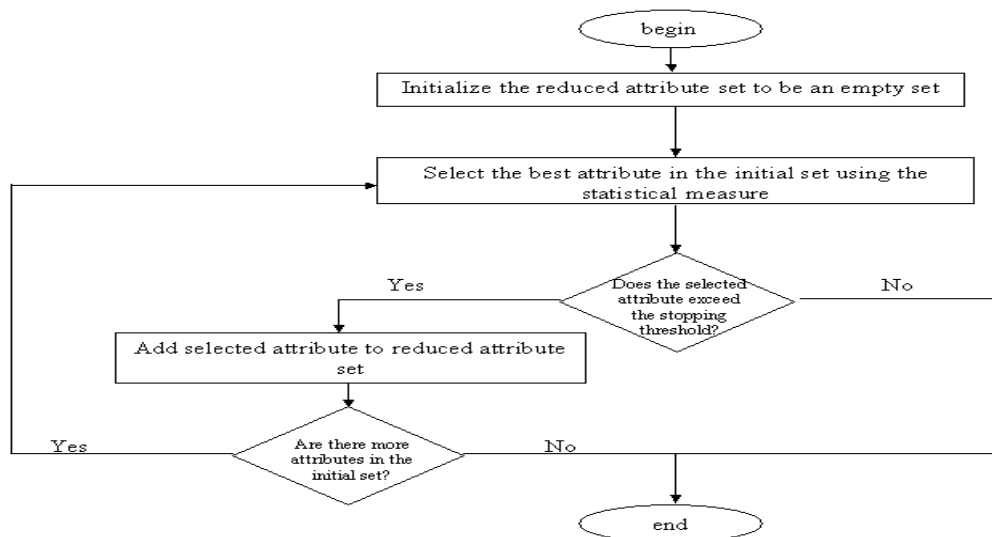 begin
Initialize the reduced attribute set to be an empty set
Select the best attribute in the initial set using the
statistical measure
Does the selected
attribute exceed
the stopping
threshold?
Yes
No
Add selected attribute to reduced attribute
set
Are there more
attributes in the
initial set?
Yes
No
end